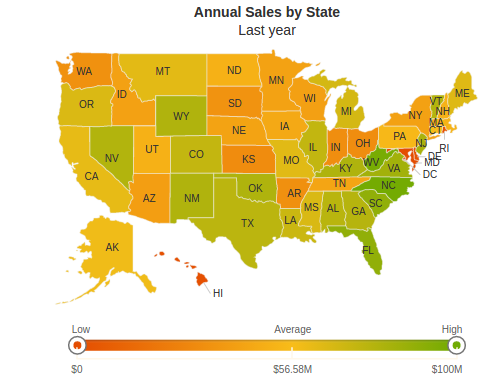 Annual Sales by State
Last year
WA
MT
ND
MN
ME
ID
SD
WI
MI
NY
VT
NH
OR
WY
NE
IA
PA
MA
CT
RI
NV
UT
CO
KS
MO
IL
IN
OH
NJ
DE
MD
DC
CA
AZ
NM
OK
AR
KY
WV
VA
TN
NC
TX
LA
MS
AL
GA
SC
FL
AK
HI
Low Average High
$0 $56.58M $100M